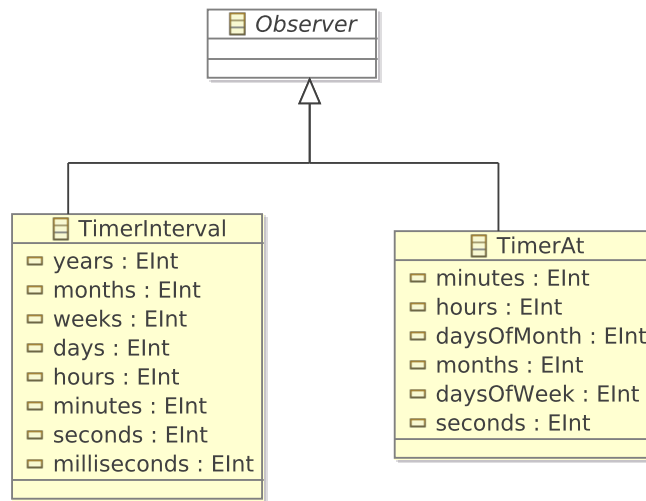 Observer
TimerInterval
years : EInt
months : EInt
weeks : EInt
days : EInt
hours : EInt
minutes : EInt
seconds : EInt
milliseconds : EInt
TimerAt
minutes : EInt
hours : EInt
daysOfMonth : EInt
months : EInt
daysOfWeek : EInt
seconds : EInt